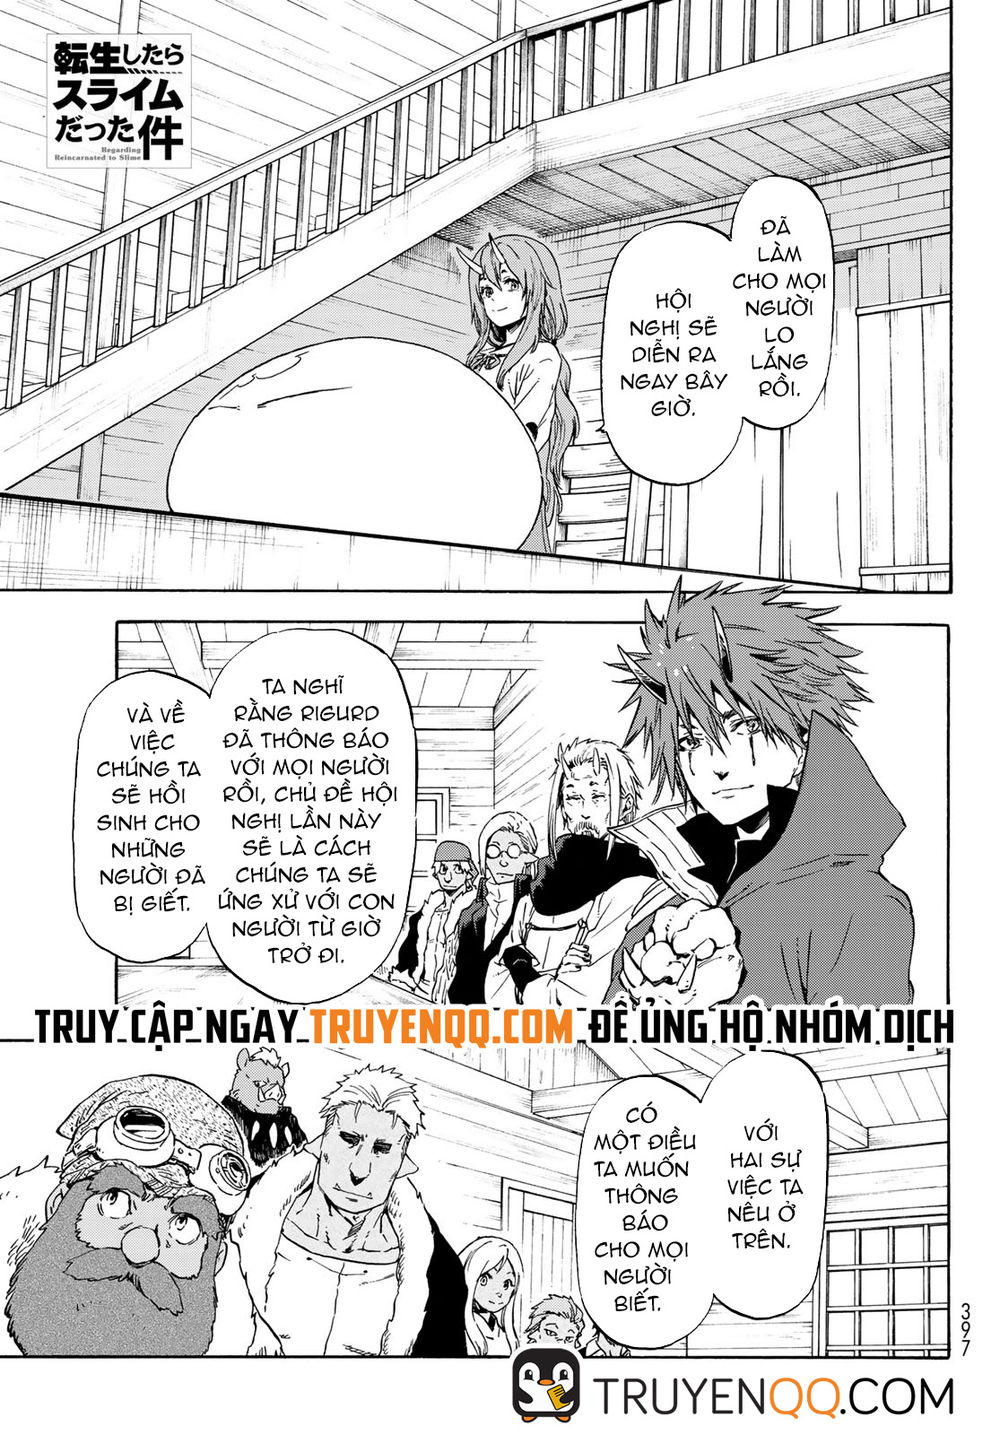 転生したら
スライム
だった件
Regarding
Reincarnated to Slime
ĐÃ
LÀM
CHO MỌI
NGƯỜI
LO
LẮNG
RỒI.
HỘI
NGHỊ SẼ
DIỄN RA
NGAY BÂY
GIỜ.
TA NGHĨ
RẰNG RIGURD
ĐÃ THÔNG BÁO
VỚI MỌI NGƯỜI
RỒI, CHỦ ĐỀ HỘI
NGHỊ LẦN NÀY
SẼ LÀ CÁCH
CHÚNG TA SẼ
ỨNG XỬ VỚI CON
NGƯỜI TỪ GIỜ
TRỞ ĐI.
VÀ VỀ
VIỆC
CHÚNG TA
SẼ HỒI
SINH CHO
NHỮNG
NGƯỜI ĐÃ
BỊ GIẾT.
TRUY CẬP NGAY TRUYENQQ.COM ĐỂ ỦNG HỘ NHÓM DỊCH
VỚI
HAI SỰ
VIỆC TA
NÊU Ở
TRÊN.
CÓ
MỘT ĐIỀU
TA MUỐN
THÔNG
BÁO
CHO MỌI
NGƯỜI
BIẾT.
397
TRUYENQQ.COM